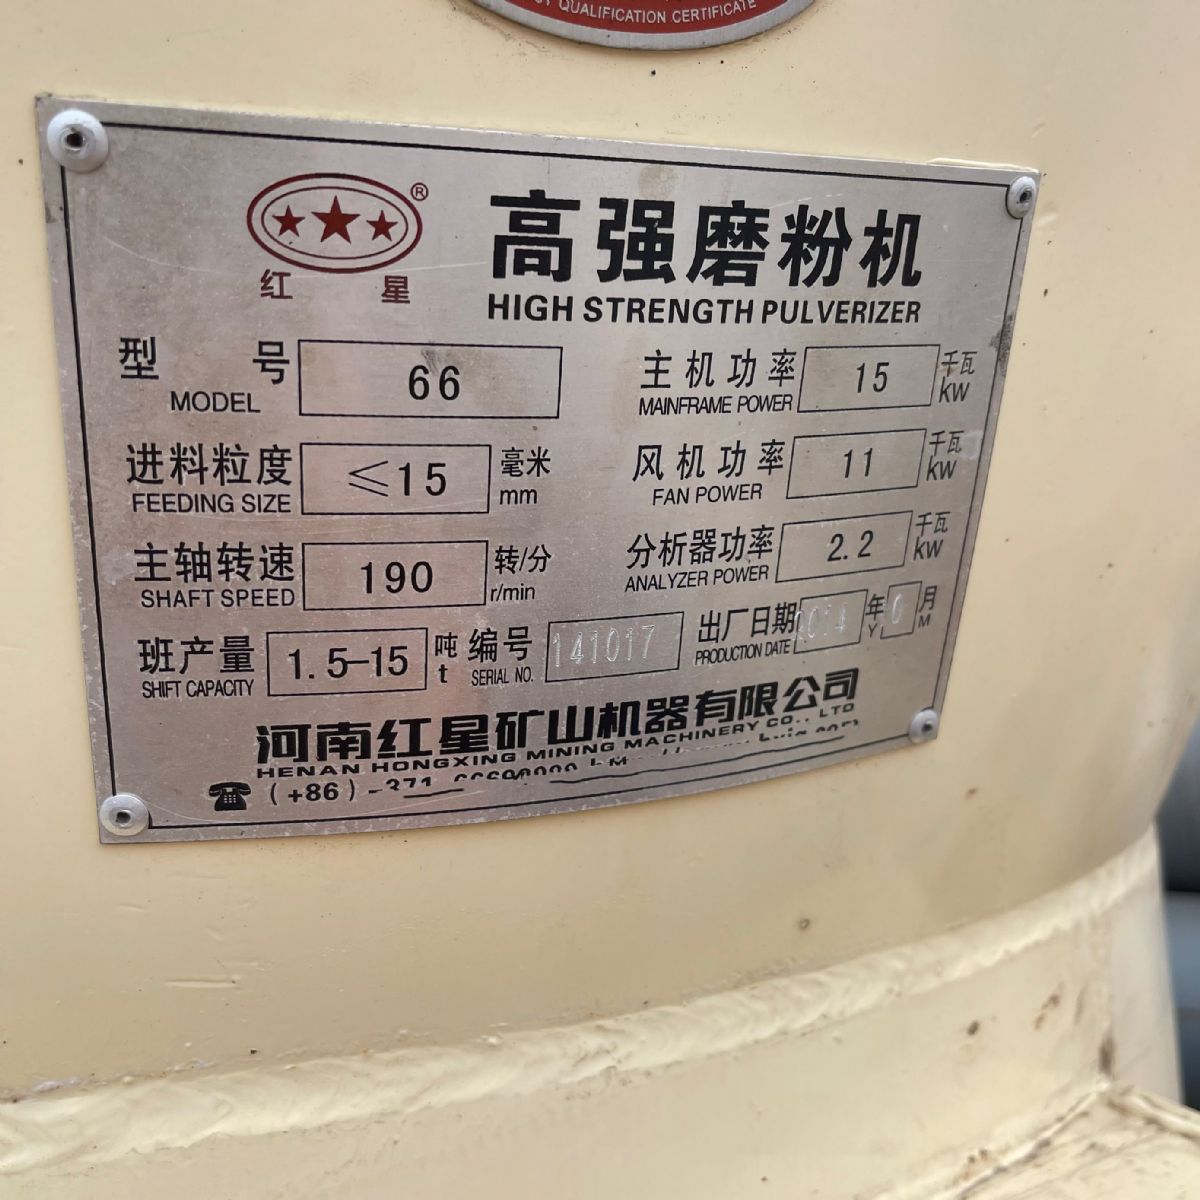 QUALIFICATION CERTIFICATE
®
红星
高强磨粉机
HIGH STRENGTH PULVERIZER
型号 66
MODEL
主机功率 15 千瓦
MAINFRAME POWER kW
进料粒度 ≤15 毫米
FEEDING SIZE mm
风机功率 11 千瓦
FAN POWER kW
主轴转速 190 转/分
SHAFT SPEED r/min
分析器功率 2.2 千瓦
ANALYZER POWER kW
班产量 1.5-15 吨
SHIFT CAPACITY t
编号 141017
SERIAL NO.
出厂日期 2014 年 月
PRODUCTION DATE Y M
河南红星矿山机器有限公司
HENAN HONGXING MINING MACHINERY CO., LTD
(+86)-371